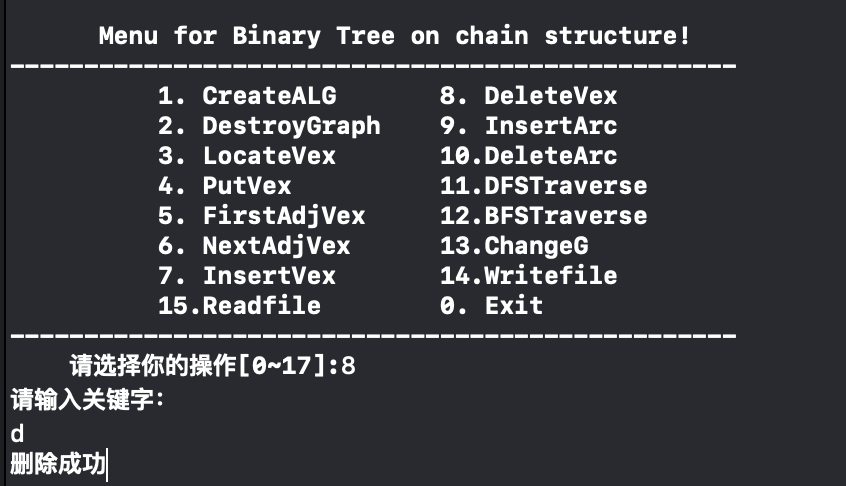 Menu for Binary Tree on chain structure!
-------------------------------------------------
1. CreateALG 8. DeleteVex
2. DestroyGraph 9. InsertArc
3. LocateVex 10.DeleteArc
4. PutVex 11.DFSTraverse
5. FirstAdjVex 12.BFSTraverse
6. NextAdjVex 13.ChangeG
7. InsertVex 14.Writefile
15.Readfile 0. Exit
-------------------------------------------------
请选择你的操作[0~17]:8
请输入关键字:
d
删除成功